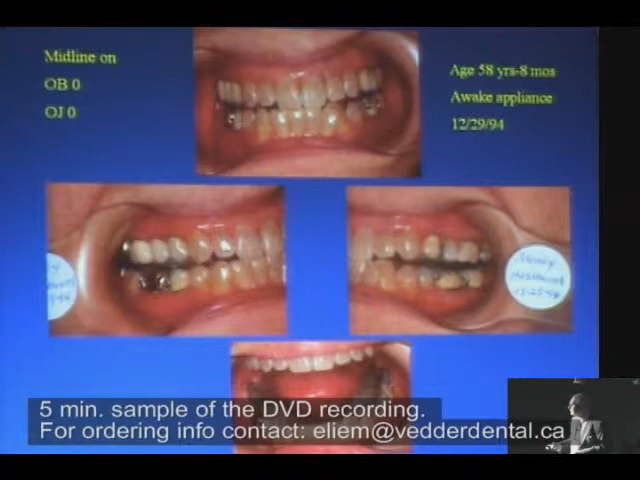 Midline on
OB 0
OJ 0
Age 58 yrs-8 mos
Awake appliance
12/29/94
5 min. sample of the DVD recording.
For ordering info contact: eliem@vedderdental.ca